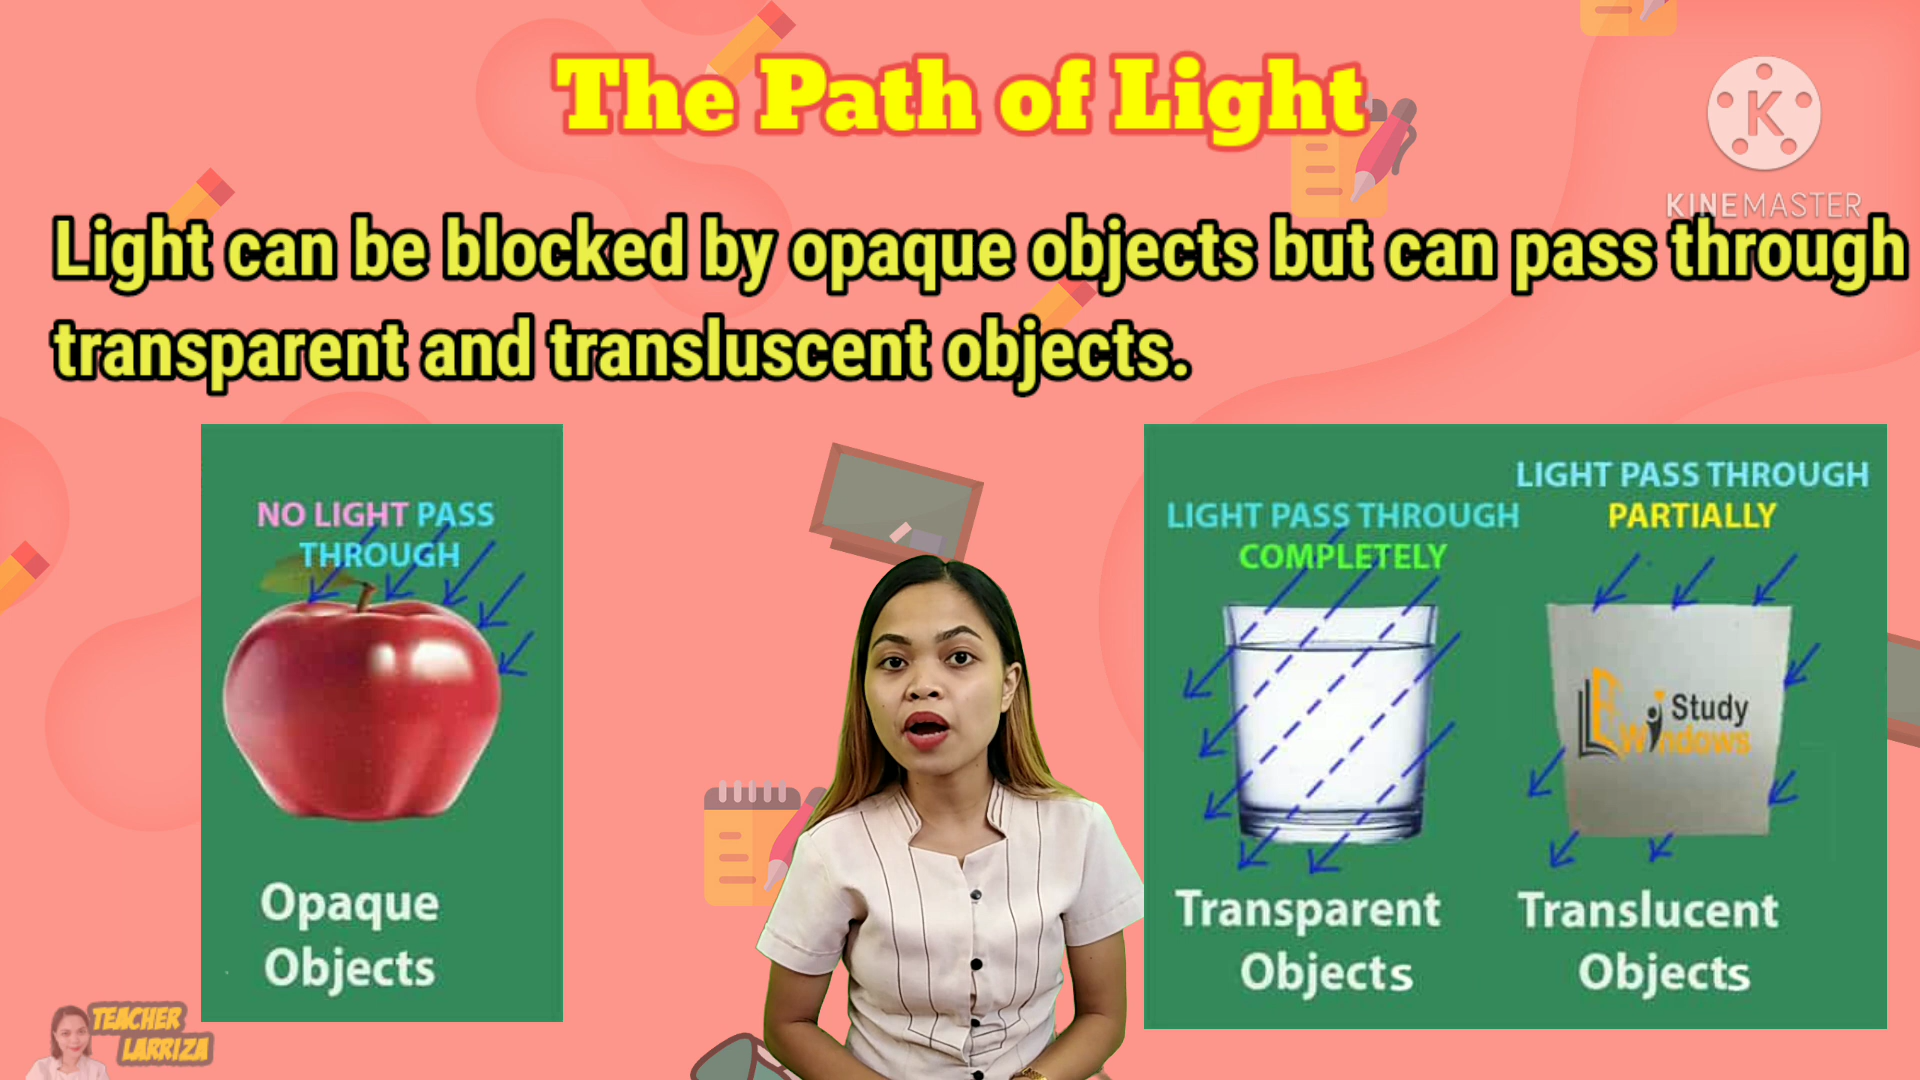 The Path of Light
K
KINEMASTER
Light can be blocked by opaque objects but can pass through
transparent and transluscent objects.
NO LIGHT PASS
THROUGH
Opaque
Objects
LIGHT PASS THROUGH
COMPLETELY
Transparent
Objects
LIGHT PASS THROUGH
PARTIALLY
Study
Windows
Translucent
Objects
TEACHER
LARRIZA